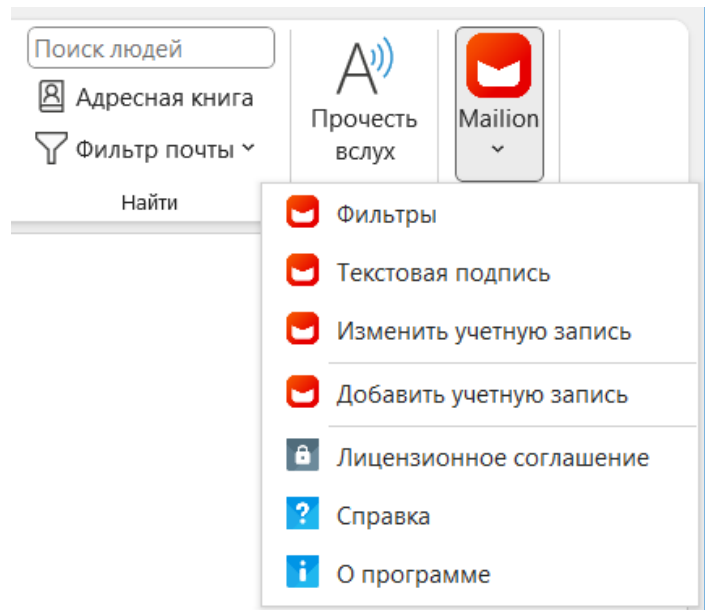 Поиск людей
Адресная книга
Фильтр почты
Найти
Прочесть
вслух
Mailion
Фильтры
Текстовая подпись
Изменить учетную запись
Добавить учетную запись
Лицензионное соглашение
Справка
О программе